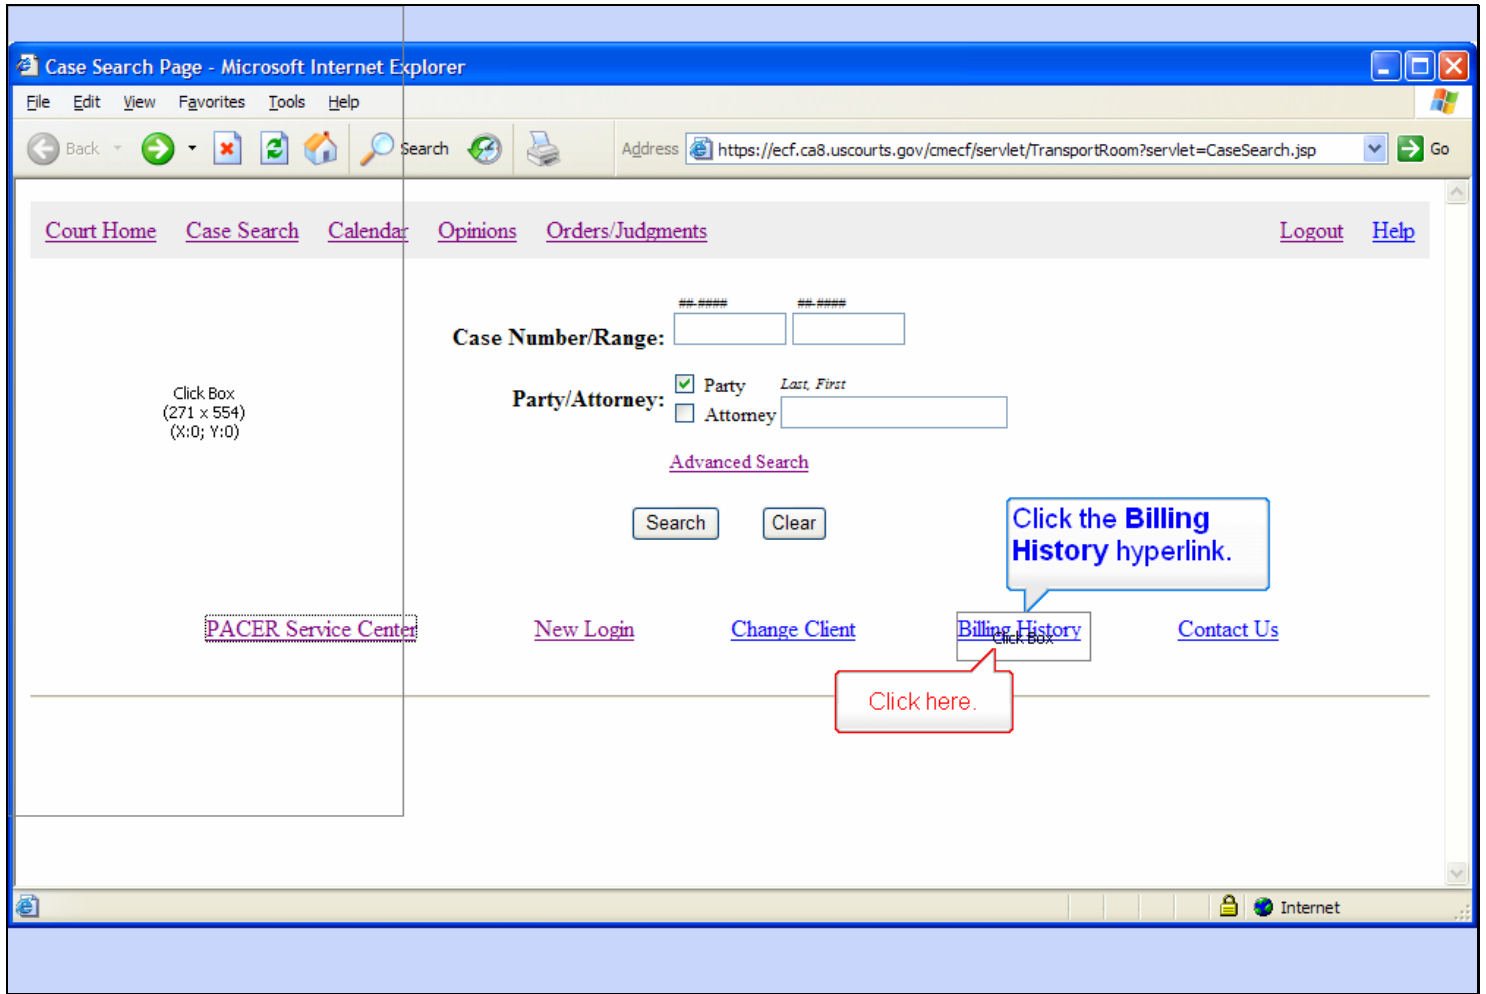 Case Search Page - Microsoft Internet Explorer
File Edit View Favorites Tools Help
Back Search Address https://ecf.ca8.uscourts.gov/cmecf/servlet/TransportRoom?servlet=CaseSearch.jsp Go
Court Home Case Search Calendar Opinions Orders/Judgments Logout Help
##-#### ##-####
Case Number/Range:
Party/Attorney: Party Last, First
Attorney
Click Box
(271 x 554)
(X:0; Y:0)
Advanced Search
Search Clear
Click the Billing
History hyperlink.
PACER Service Center New Login Change Client Billing History Contact Us
Click Box
Click here.
Internet